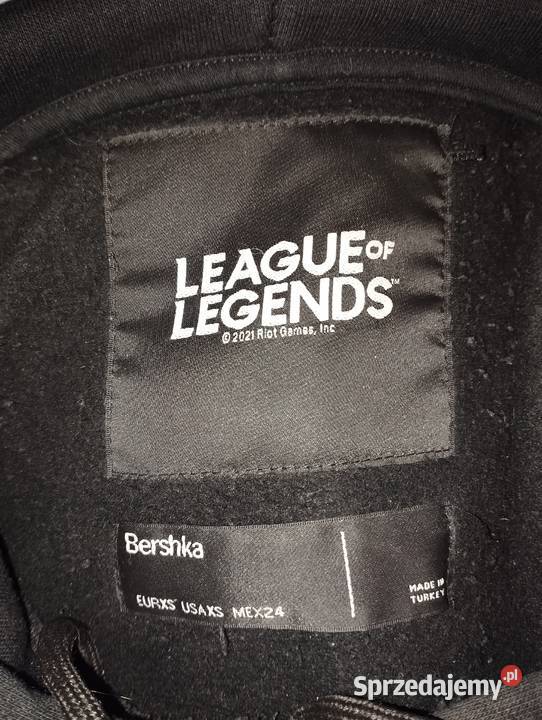 LEAGUE OF
LEGENDS™
© 2021 Riot Games, Inc
Bershka
EURXS USAXS MEX24
MADE IN
TURKEY
Sprzedajemy.pl